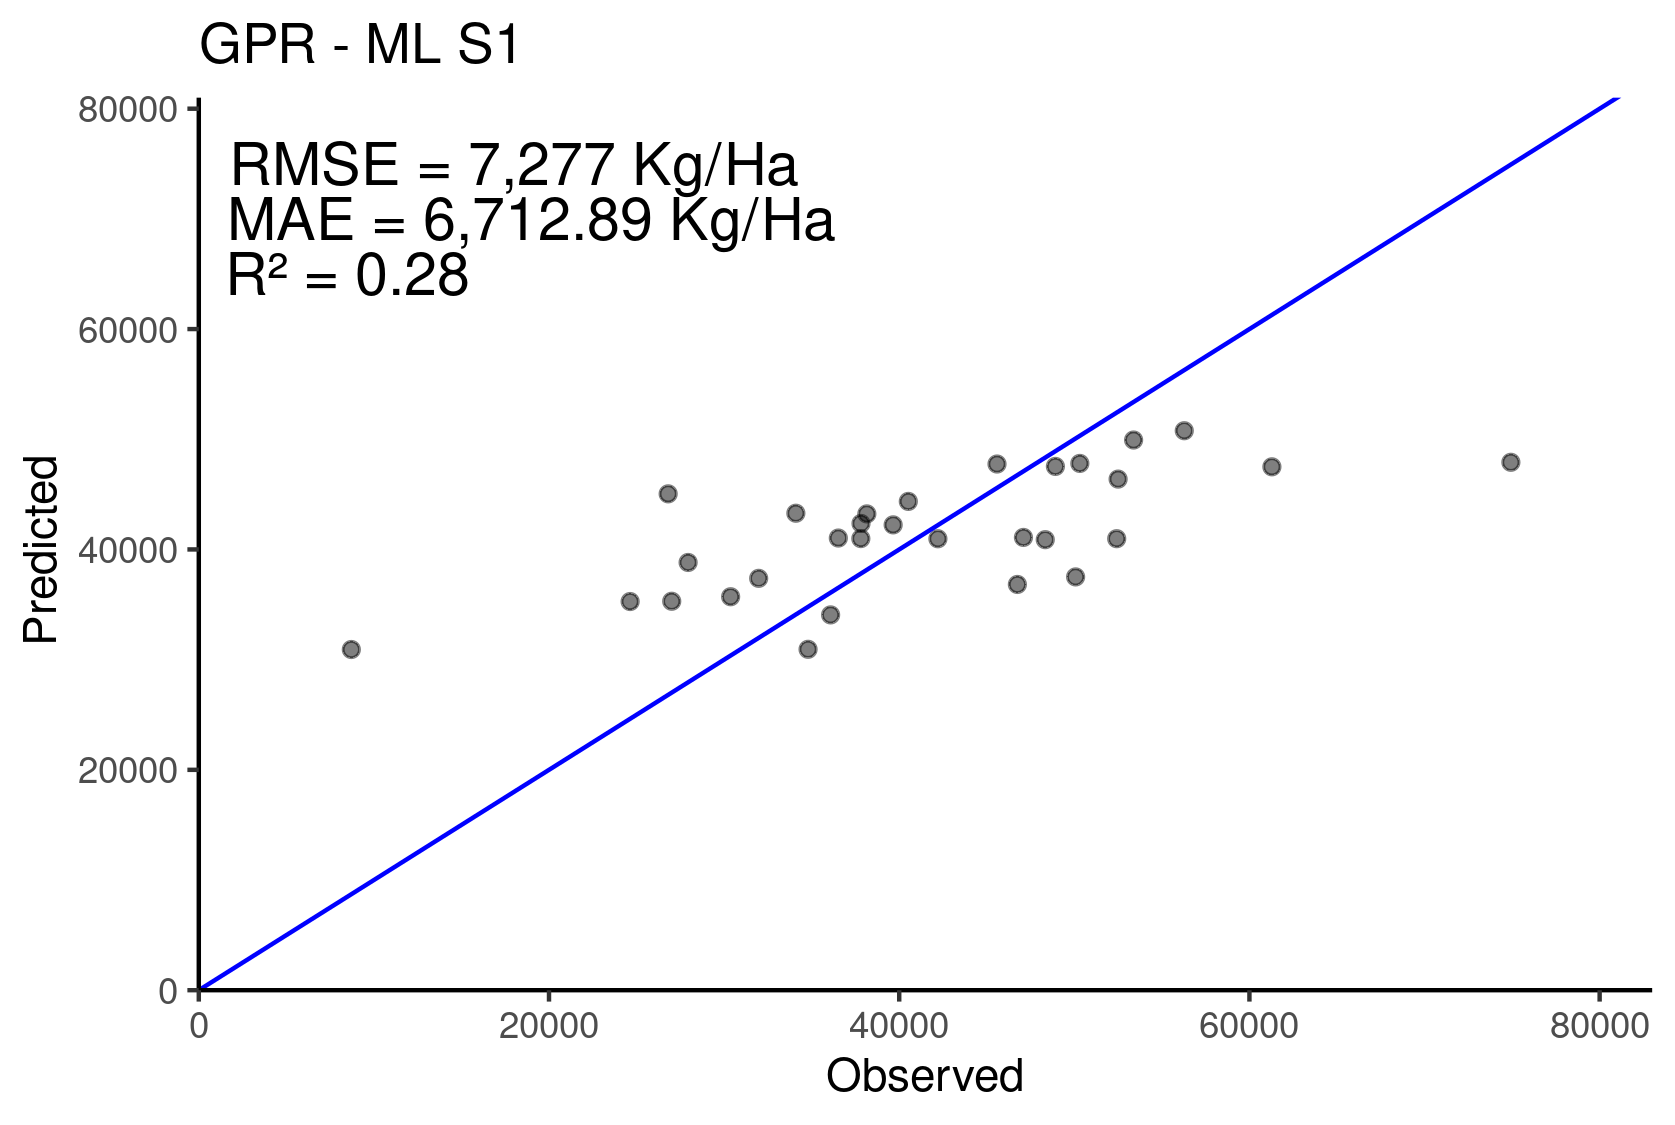 GPR - ML S1
80000
RMSE = 7,277 Kg/Ha
MAE = 6,712.89 Kg/Ha
R² = 0.28
60000
Predicted
40000
20000
0
0 20000 40000 60000 80000
Observed